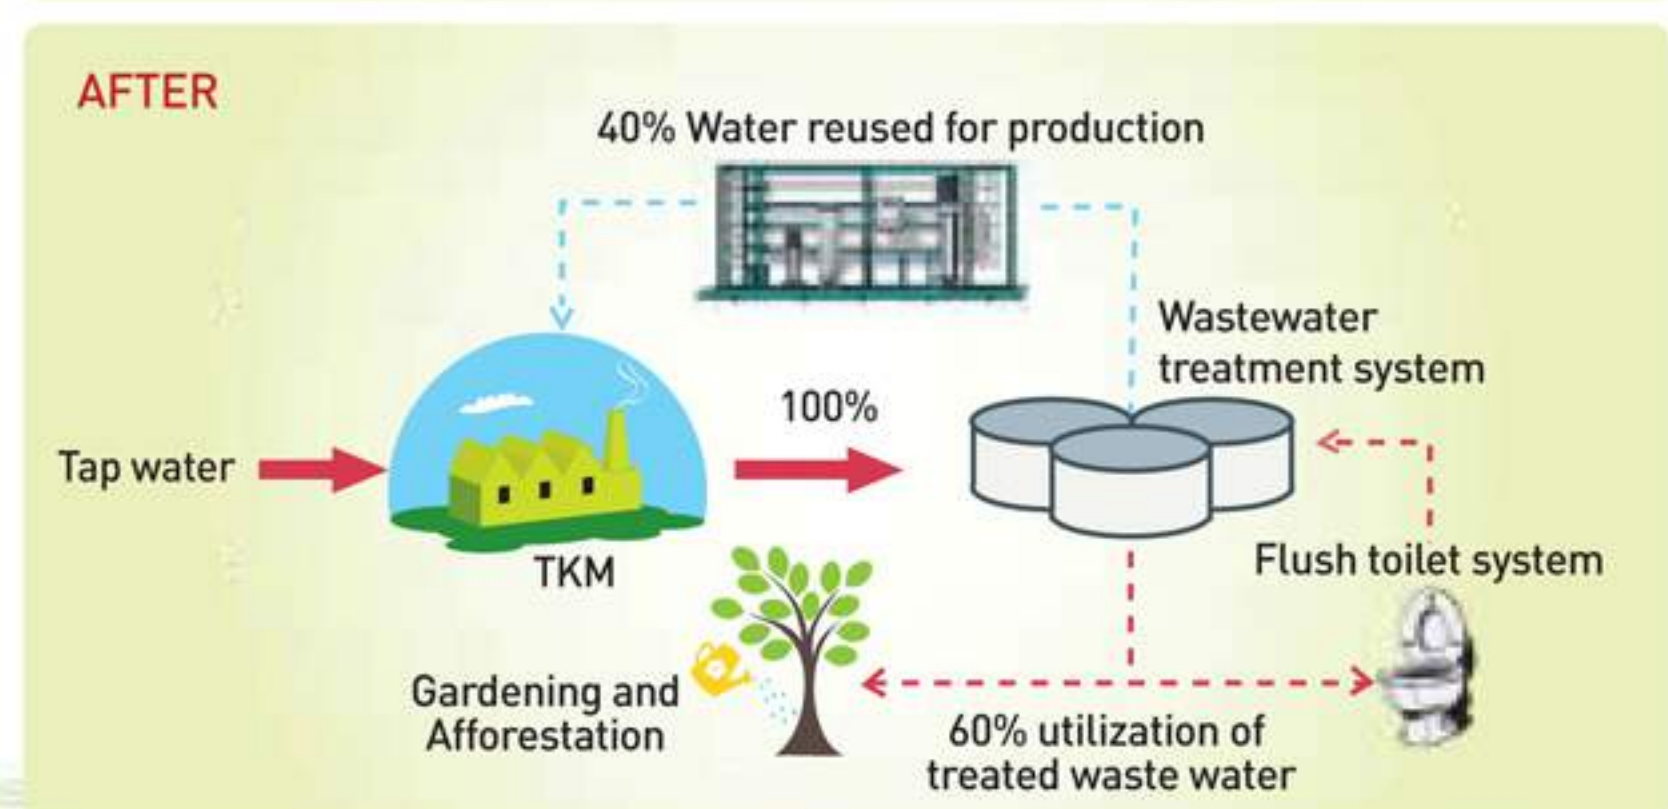 AFTER
40% Water reused for production
Wastewater
treatment system
100%
Tap water
TKM
Flush toilet system
Gardening and
Afforestation
60% utilization of
treated waste water